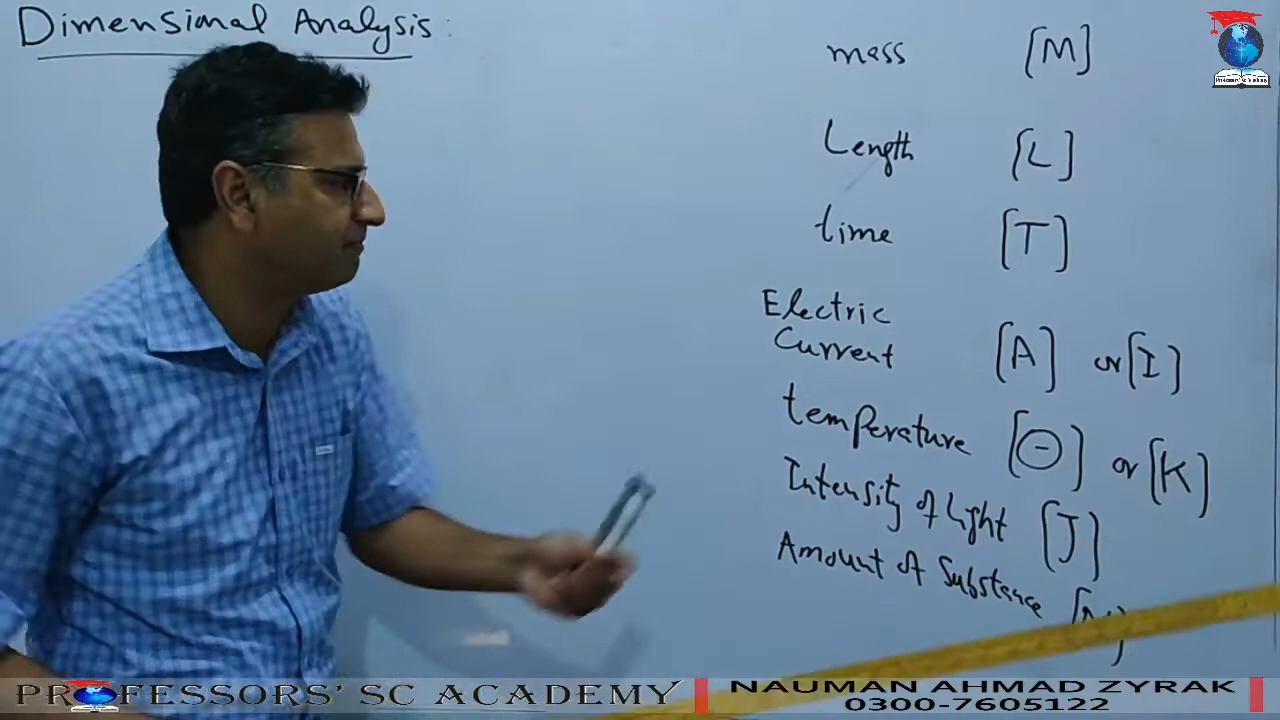 Dimensional Analysis:
mass [M]
Length [L]
time [T]
Electric
Current [A] or [I]
temperature [Θ] or [K]
Intensity of light [J]
Amount of Substance
PROFESSORS' SC ACADEMY
NAUMAN AHMAD ZYRAK
0300-7605122